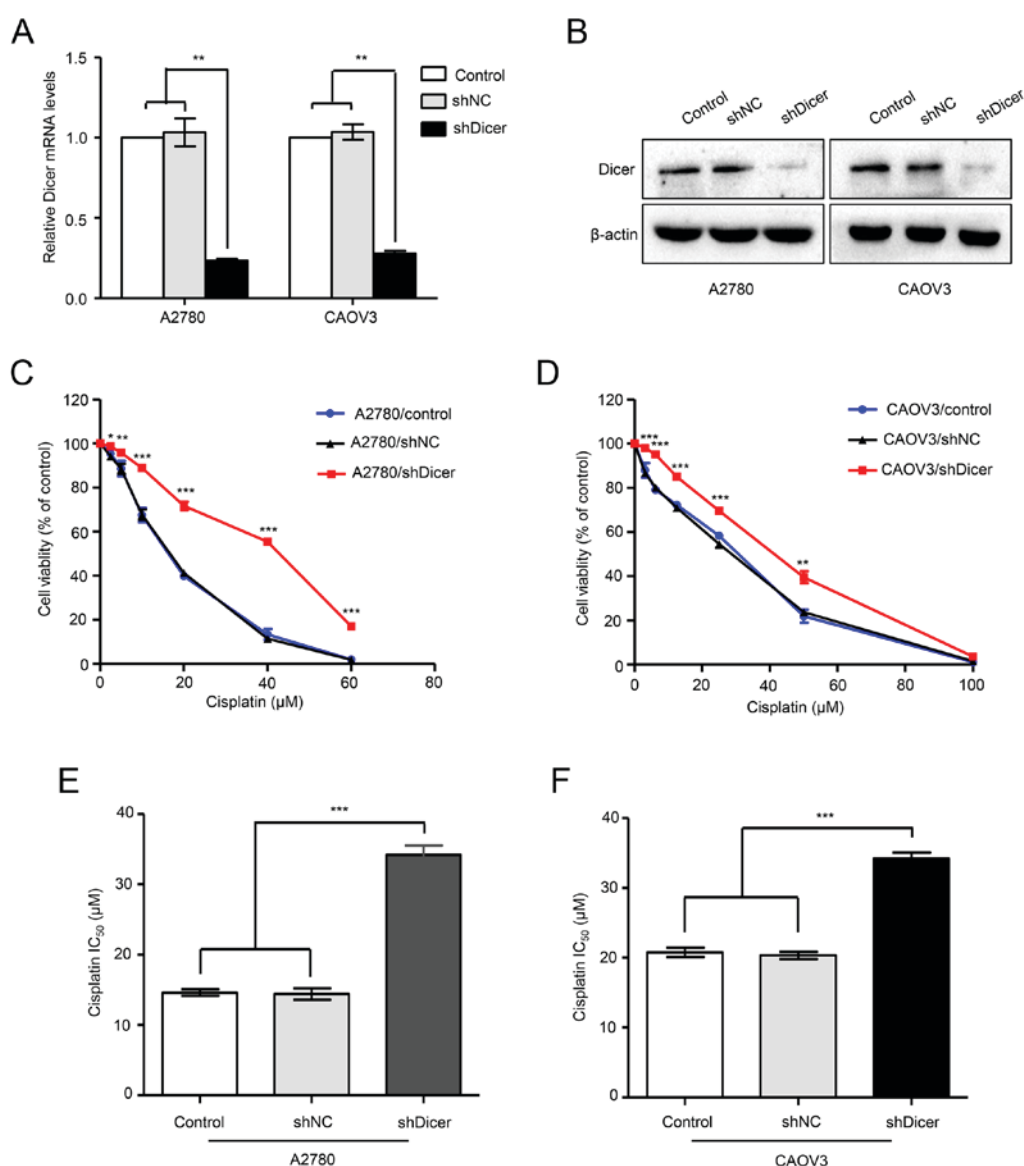 A
Relative Dicer mRNA levels
1.5
1.0
0.5
0.0
**
**
Control
shNC
shDicer
A2780
CAOV3
B
Control
shNC
shDicer
Control
shNC
shDicer
Dicer
β-actin
A2780
CAOV3
C
Cell viablity (% of control)
120
100
80
60
40
20
0
*
**
***
***
***
***
A2780/control
A2780/shNC
A2780/shDicer
0
20
40
60
80
Cisplatin (µM)
D
Cell viablity (% of control)
120
100
80
60
40
20
0
***
***
***
***
**
CAOV3/control
CAOV3/shNC
CAOV3/shDicer
0
20
40
60
80
100
Cisplatin (µM)
E
Cisplatin IC50 (µM)
40
30
20
10
0
***
Control
shNC
shDicer
A2780
F
Cisplatin IC50 (µM)
40
30
20
10
0
***
Control
shNC
shDicer
CAOV3